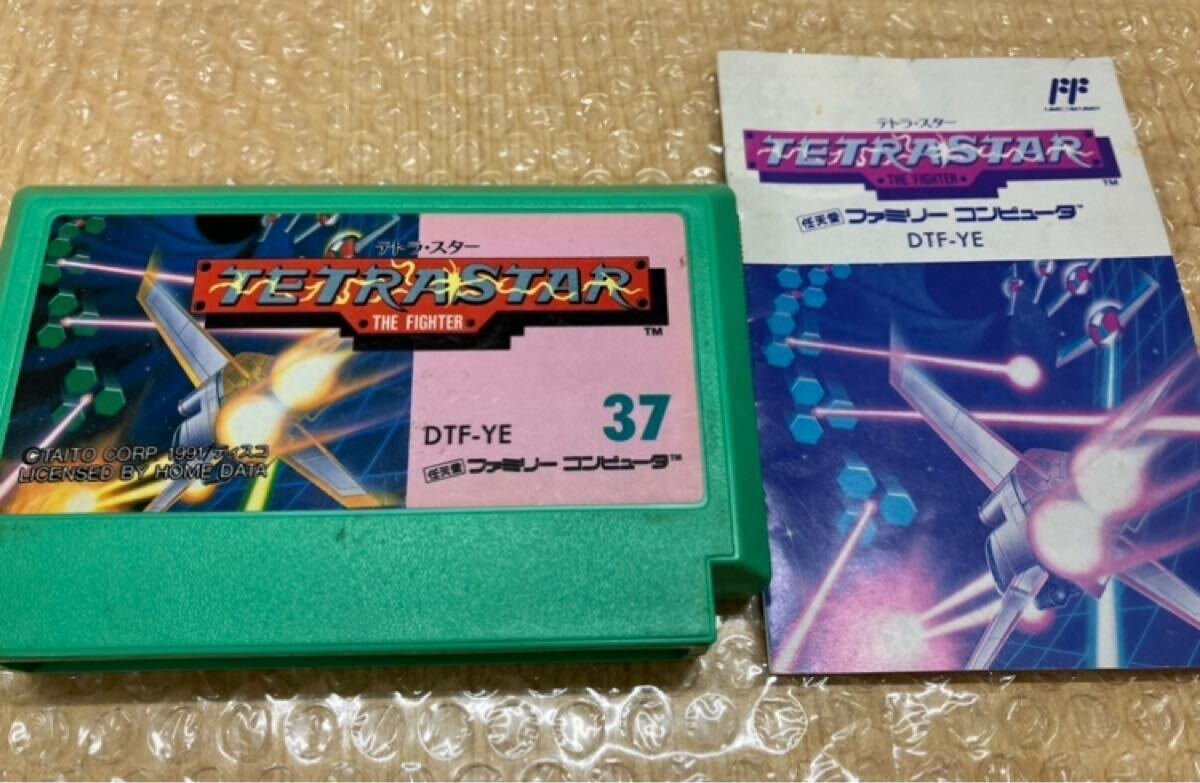 テトラ・スター
TETRASTAR
THE FIGHTER
TM
DTF-YE
37
任天堂 ファミリー コンピュータ TM
©TAITO CORP 1991/ディスコ
LICENSED BY HOME DATA
FF
テトラ・スター
TETRASTAR
• THE FIGHTER •
TM
任天堂 ファミリー コンピュータ
DTF-YE